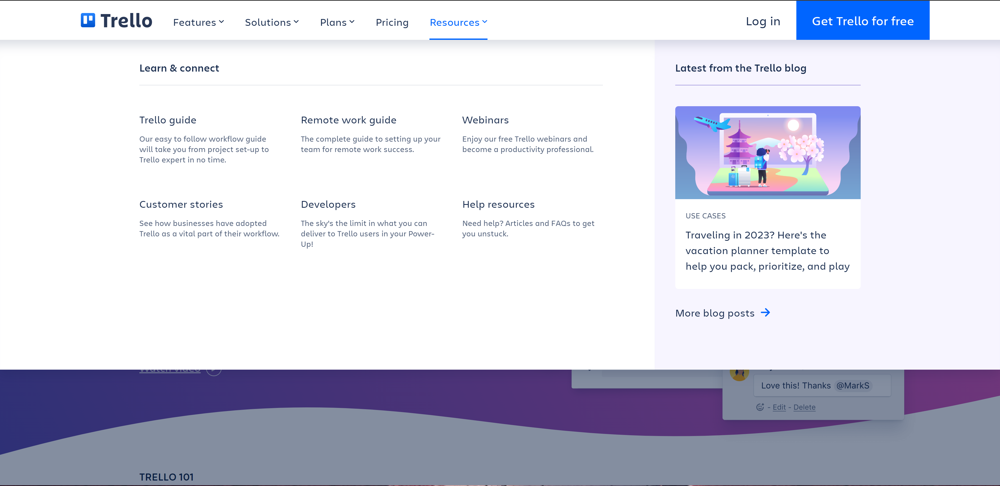 Trello
Features
Solutions
Plans
Pricing
Resources
Log in
Get Trello for free
Learn & connect
Trello guide
Our easy to follow workflow guide
will take you from project set-up to
Trello expert in no time.
Remote work guide
The complete guide to setting up your
team for remote work success.
Webinars
Enjoy our free Trello webinars and
become a productivity professional.
Customer stories
See how businesses have adopted
Trello as a vital part of their workflow.
Developers
The sky's the limit in what you can
deliver to Trello users in your Power-
Up!
Help resources
Need help? Articles and FAQs to get
you unstuck.
Latest from the Trello blog
USE CASES
Traveling in 2023? Here's the
vacation planner template to
help you pack, prioritize, and play
More blog posts
Watch video
Love this! Thanks @MarkS
- Edit - Delete
TRELLO 101